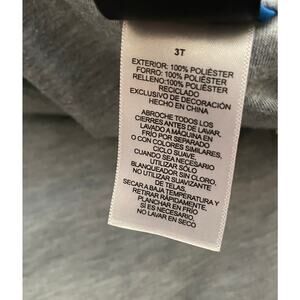 3T
EXTERIOR: 100% POLIÉSTER
FORRO: 100% POLIÉSTER
RELLENO:100% POLIÉSTER
RECICLADO
EXCLUSIVO DE DECORACIÓN
HECHO EN CHINA
ABROCHE TODOS LOS
CIERRES ANTES DE LAVAR,
LAVADO A MÁQUINA EN
FRÍO POR SEPARADO
O CON COLORES SIMILARES,
CICLO SUAVE,
CUANDO SEA NECESARIO
UTILIZAR SÓLO
BLANQUEADOR SIN CLORO,
NO UTILIZAR SUAVIZANTE
DE TELAS,
SECAR A BAJA TEMPERATURA Y
RETIRAR RÁPIDAMENTE,
PLANCHAR EN FRÍO
SI ES NECESARIO,
NO LAVAR EN SECO